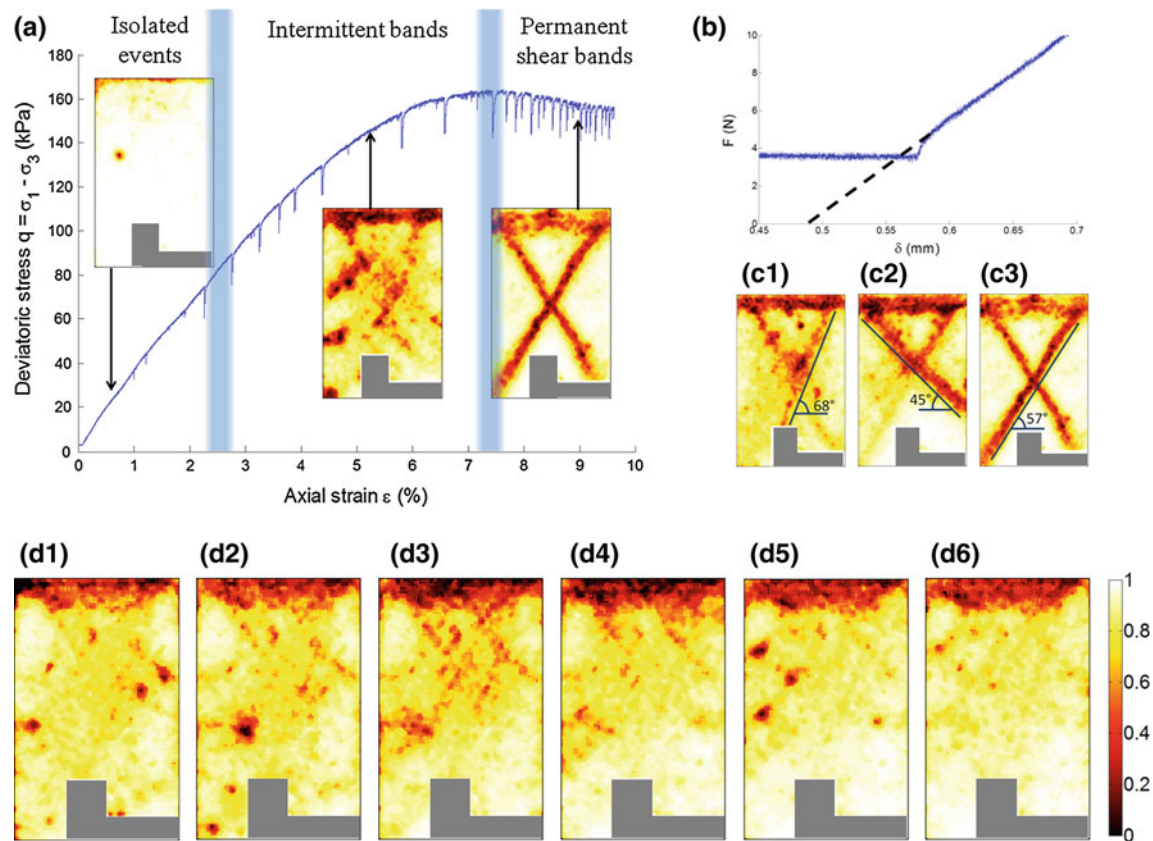 (a)
Isolated
events
Intermittent bands
Permanent
shear bands
180
160
140
120
100
80
60
40
20
0
Deviatoric stress q = σ1 - σ3 (kPa)
0 1 2 3 4 5 6 7 8 9 10
Axial strain ε (%)
(b)
10
8
6
4
2
0
F (N)
0.45 0.5 0.55 0.6 0.65 0.7
δ (mm)
(c1) (c2) (c3)
68° 45° 57°
(d1) (d2) (d3) (d4) (d5) (d6)
1
0.8
0.6
0.4
0.2
0